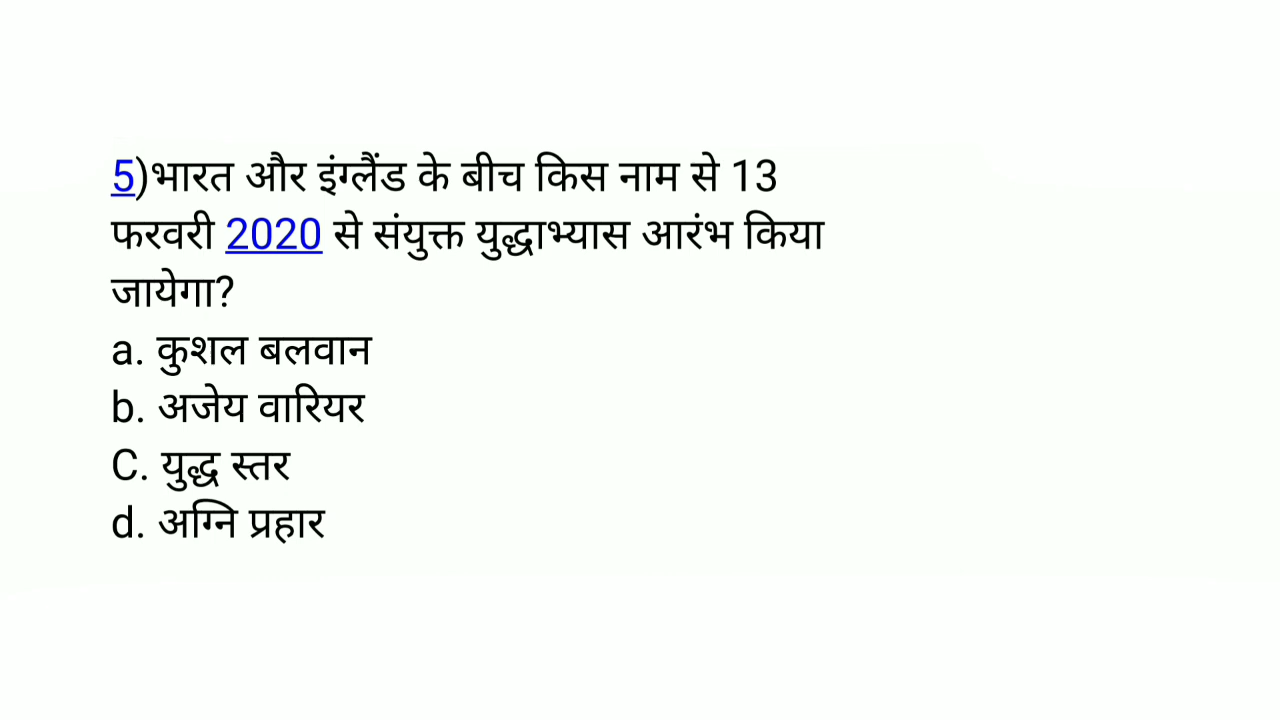 5)भारत और इंग्लैंड के बीच किस नाम से 13
फरवरी 2020 से संयुक्त युद्धाभ्यास आरंभ किया
जायेगा?
a. कुशल बलवान
b. अजेय वारियर
C. युद्ध स्तर
d. अग्नि प्रहार